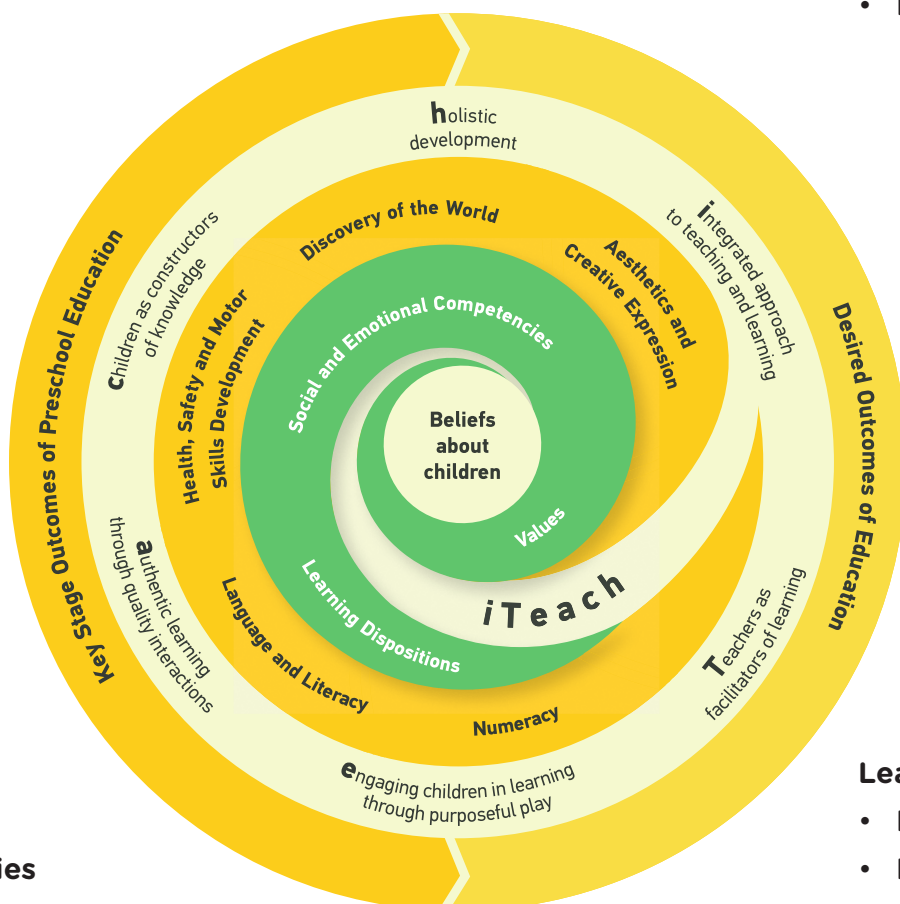 Key Stage Outcomes of Preschool Education
Desired Outcomes of Education
holistic
development
integrated approach
to teaching and learning
Teachers as
facilitators of learning
engaging children in learning
through purposeful play
authentic learning
through quality interactions
Children as constructors
of knowledge
Discovery of the World
Aesthetics and
Creative Expression
Health, Safety and Motor
Skills Development
Language and Literacy
Numeracy
Social and Emotional Competencies
Learning Dispositions
Values
iTeach
Beliefs
about
children